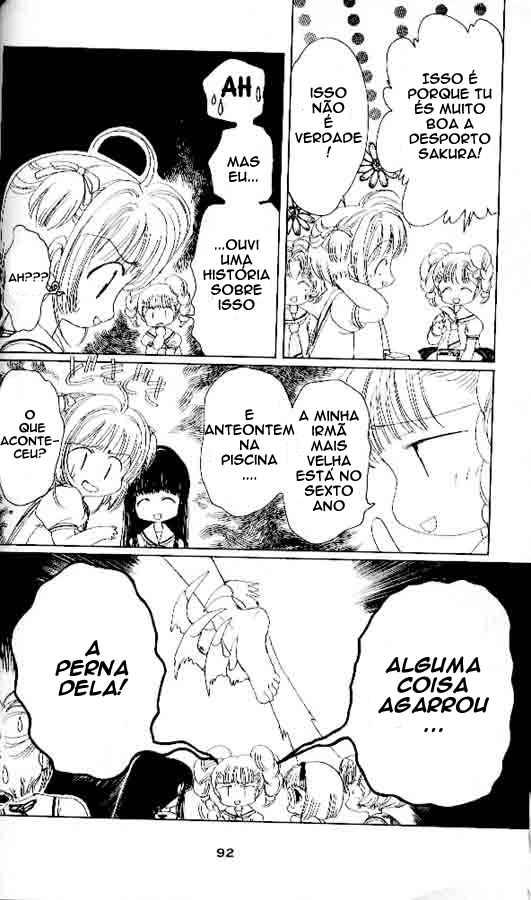 ISSO É
PORQUE TU
ÉS MUITO
BOA A
DESPORTO
SAKURA!
ISSO
NÃO
É
VERDADE
!
AH
MAS
EU...
...OUVI
UMA
HISTÓRIA
SOBRE
ISSO
AH???
A MINHA
IRMÃ
MAIS
VELHA
ESTÁ NO
SEXTO
ANO
E
ANTEONTEM
NA
PISCINA
....
O
QUE
ACONTE-
CEU?
ALGUMA
COISA
AGARROU
...
A
PERNA
DELA!
92